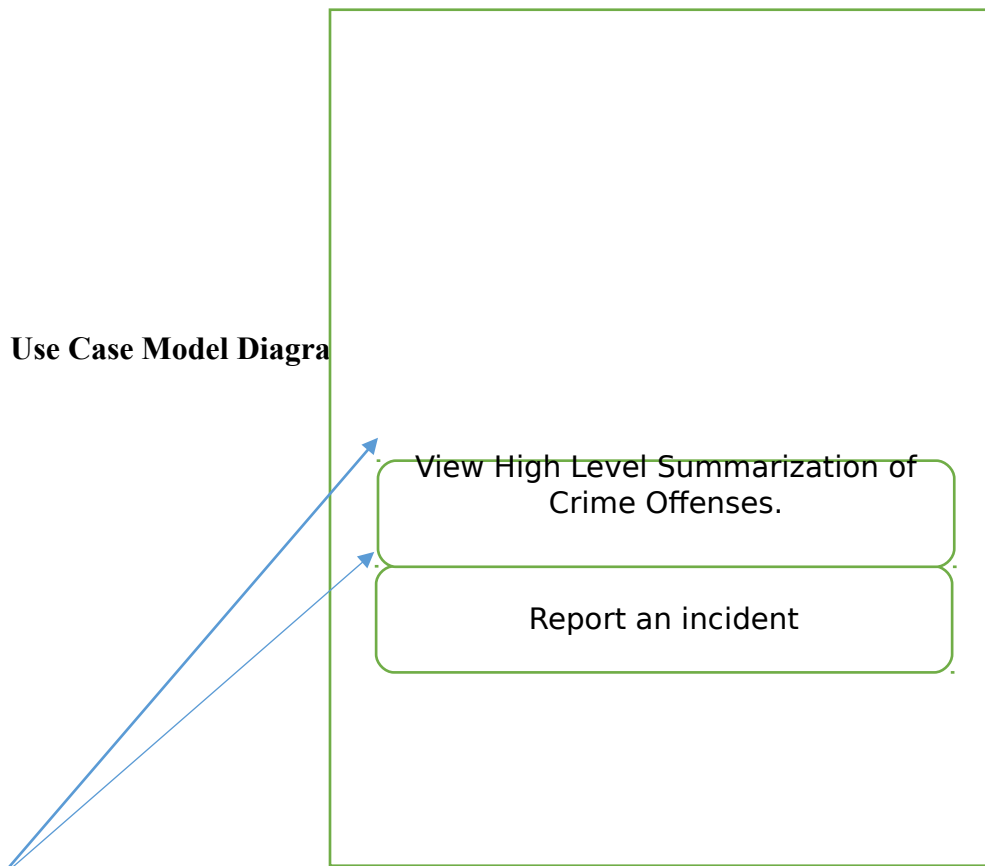 Use Case Model Diagra
View High Level Summarization of
Crime Offenses.
Report an incident